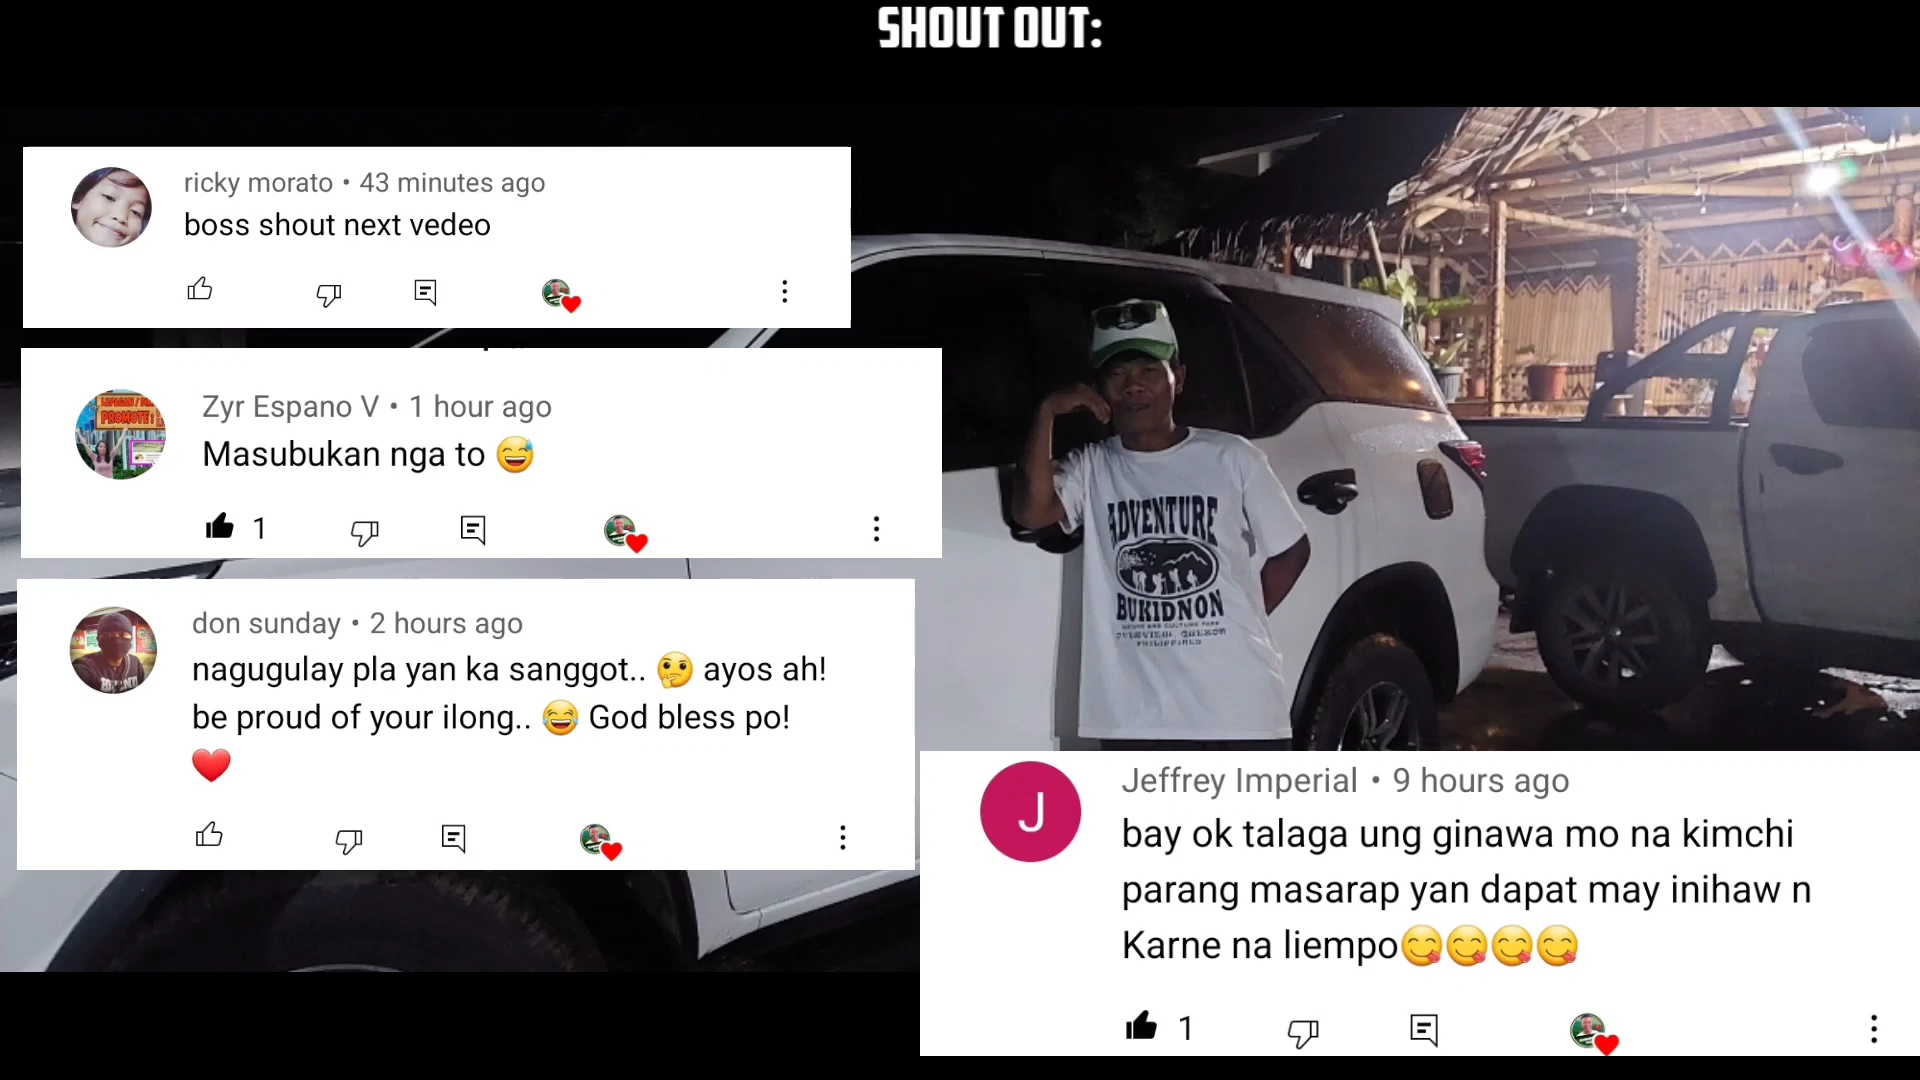 SHOUT OUT:
ricky morato • 43 minutes ago
boss shout next vedeo
Zyr Espano V • 1 hour ago
Masubukan nga to 😅
1
don sunday • 2 hours ago
nagugulay pla yan ka sanggot.. 🤔 ayos ah!
be proud of your ilong.. 😂 God bless po!
❤️
ADVENTURE
BUKIDNON
PHILIPPINES
Jeffrey Imperial • 9 hours ago
bay ok talaga ung ginawa mo na kimchi
parang masarap yan dapat may inihaw n
Karne na liempo😋😋😋😋
1